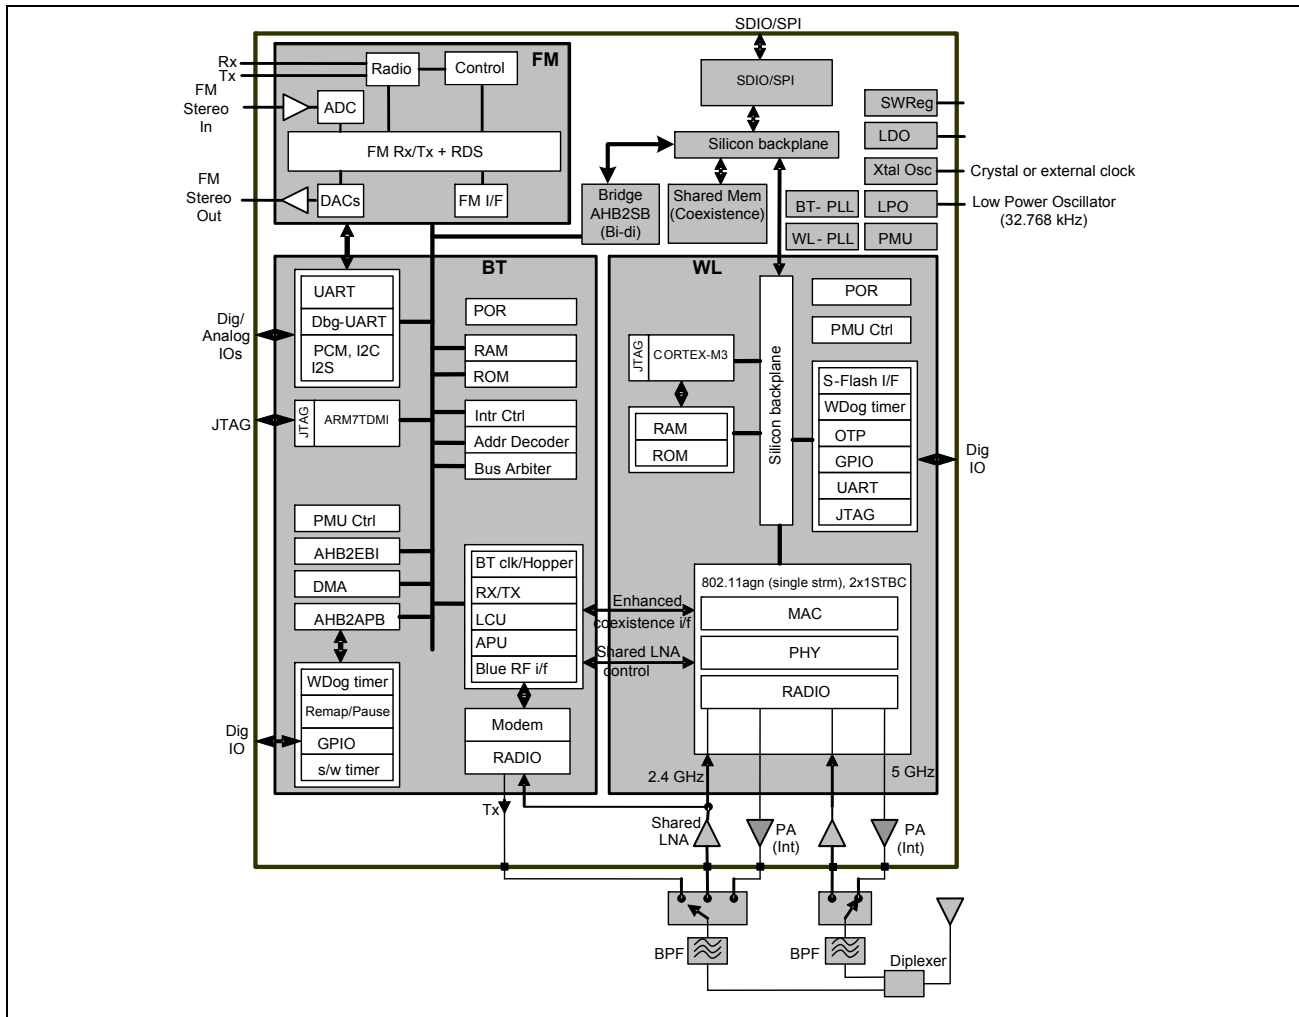 SDIO/SPI
FM
Rx
Tx
Radio
Control
FM
Stereo
In
ADC
FM Rx/Tx + RDS
FM
Stereo
Out
DACs
FM I/F
SDIO/SPI
Silicon backplane
Bridge
AHB2SB
(Bi-di)
Shared Mem
(Coexistence)
SWReg
LDO
Xtal Osc
Crystal or external clock
BT- PLL
LPO
Low Power Oscillator
(32.768 kHz)
WL - PLL
PMU
BT
UART
Dbg-UART
PCM, I2C
I2S
Dig/
Analog
IOs
POR
RAM
ROM
JTAG
JTAG
ARM7TDMI
Intr Ctrl
Addr Decoder
Bus Arbiter
PMU Ctrl
AHB2EBI
DMA
AHB2APB
BT clk/Hopper
RX/TX
LCU
APU
Blue RF i/f
WDog timer
Remap/Pause
GPIO
s/w timer
Dig
IO
Modem
RADIO
Tx
Enhanced
coexistence i/f
Shared LNA
control
WL
POR
PMU Ctrl
JTAG
CORTEX-M3
RAM
ROM
Silicon backplane
S-Flash I/F
WDog timer
OTP
GPIO
UART
JTAG
Dig
IO
802.11agn (single strm), 2x1STBC
MAC
PHY
RADIO
2.4 GHz
5 GHz
Shared
LNA
PA
(Int)
PA
(Int)
BPF
BPF
Diplexer